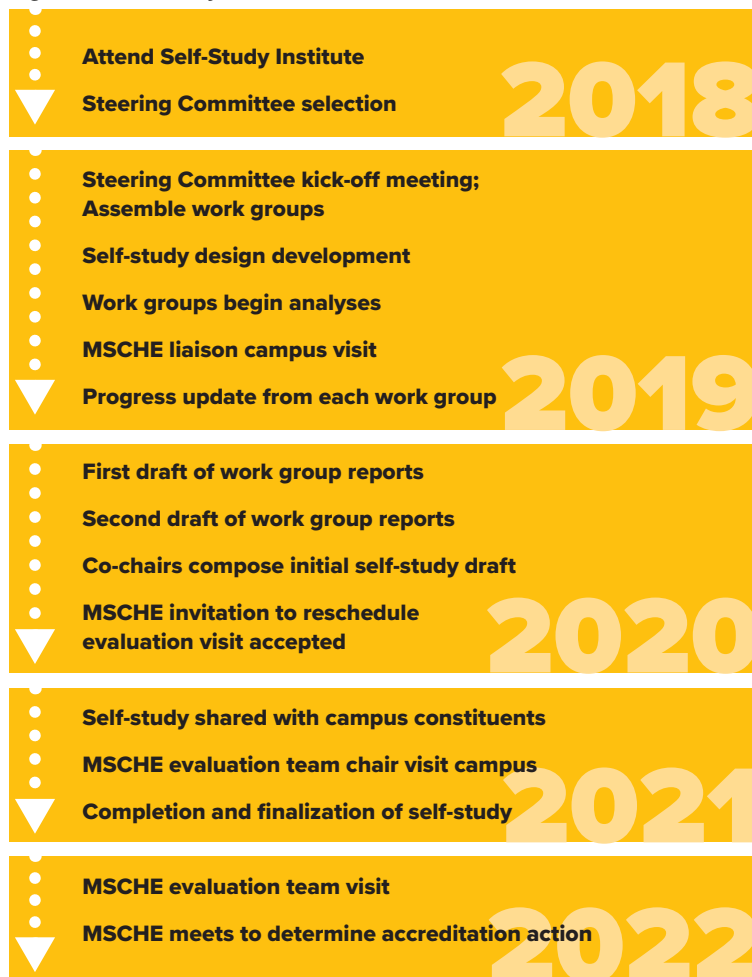 Attend Self-Study Institute
Steering Committee selection
2018
Steering Committee kick-off meeting;
Assemble work groups
Self-study design development
Work groups begin analyses
MSCHE liaison campus visit
Progress update from each work group
2019
First draft of work group reports
Second draft of work group reports
Co-chairs compose initial self-study draft
MSCHE invitation to reschedule
evaluation visit accepted
2020
Self-study shared with campus constituents
MSCHE evaluation team chair visit campus
Completion and finalization of self-study
2021
MSCHE evaluation team visit
MSCHE meets to determine accreditation action
2022